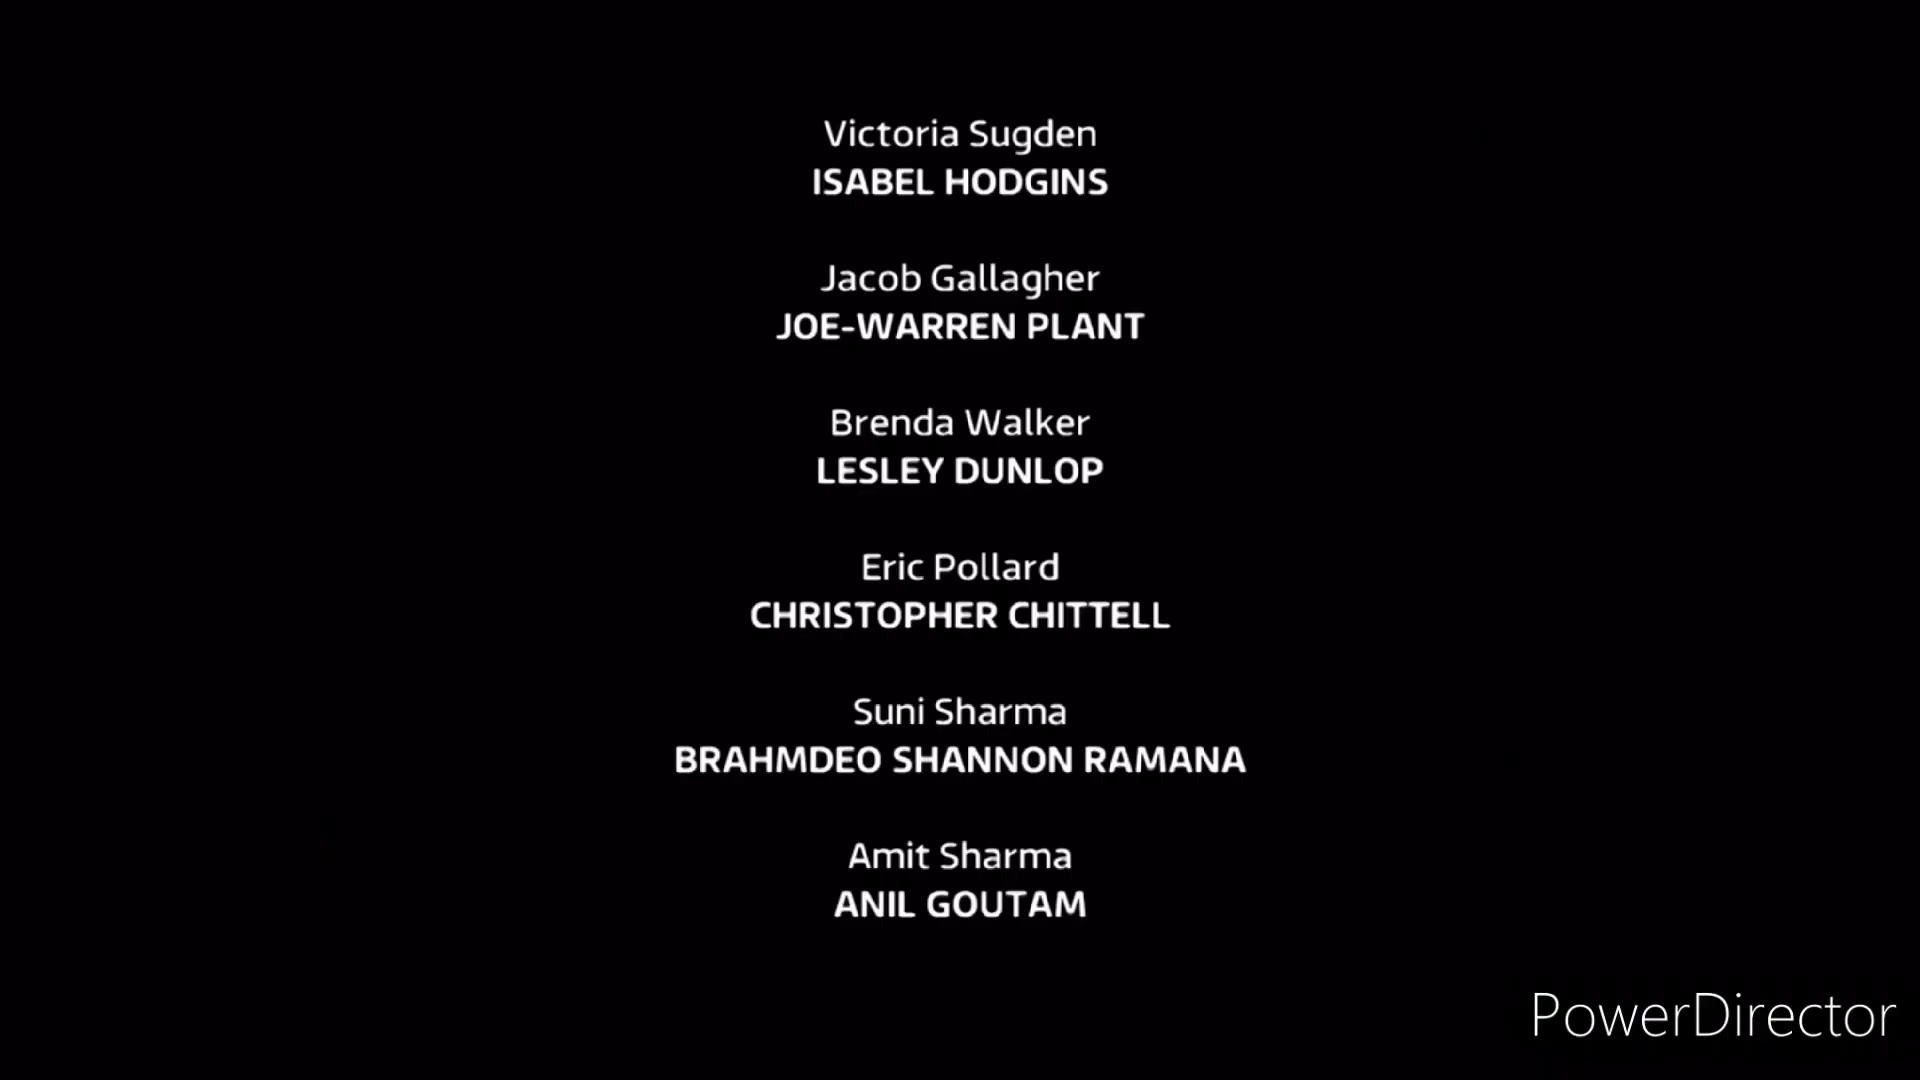 Victoria Sugden
ISABEL HODGINS
Jacob Gallagher
JOE-WARREN PLANT
Brenda Walker
LESLEY DUNLOP
Eric Pollard
CHRISTOPHER CHITTELL
Suni Sharma
BRAHMDEO SHANNON RAMANA
Amit Sharma
ANIL GOUTAM
PowerDirector